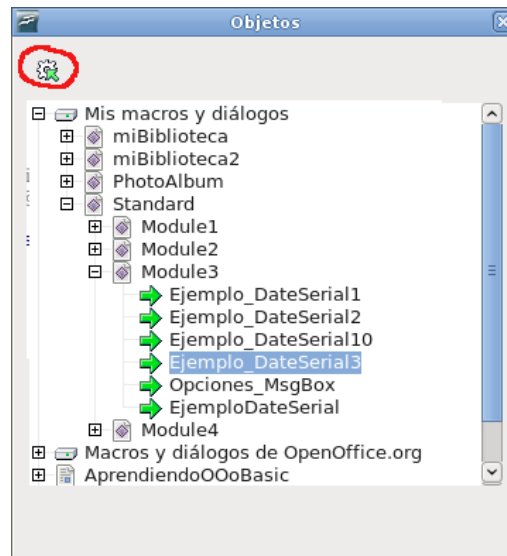 Objetos
Mis macros y diálogos
miBiblioteca
miBiblioteca2
PhotoAlbum
Standard
Module1
Module2
Module3
Ejemplo_DateSerial1
Ejemplo_DateSerial2
Ejemplo_DateSerial10
Ejemplo_DateSerial3
Opciones_MsgBox
EjemploDateSerial
Module4
Macros y diálogos de OpenOffice.org
AprendiendoOOoBasic